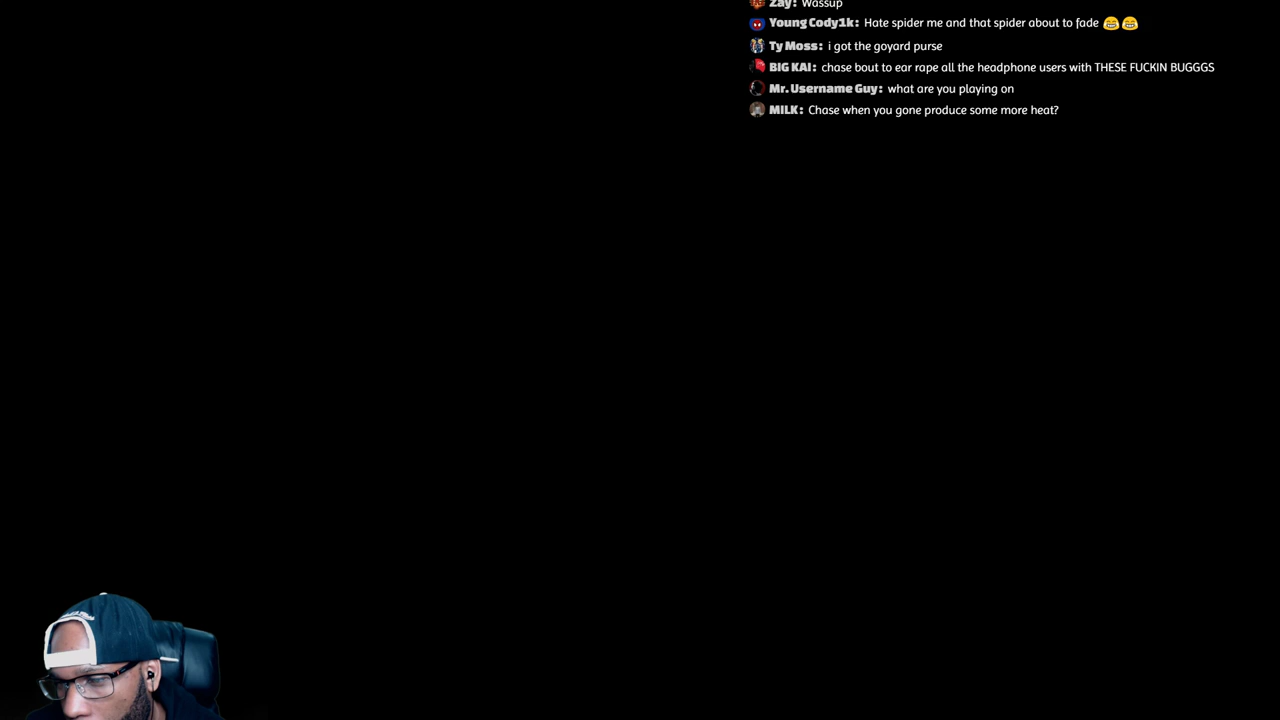 Zay: Wassup
Young Cody1k: Hate spider me and that spider about to fade 😂😂
Ty Moss: i got the goyard purse
BIG KAI: chase bout to ear rape all the headphone users with THESE FUCKIN BUGGGS
Mr. Username Guy: what are you playing on
MILK: Chase when you gone produce some more heat?